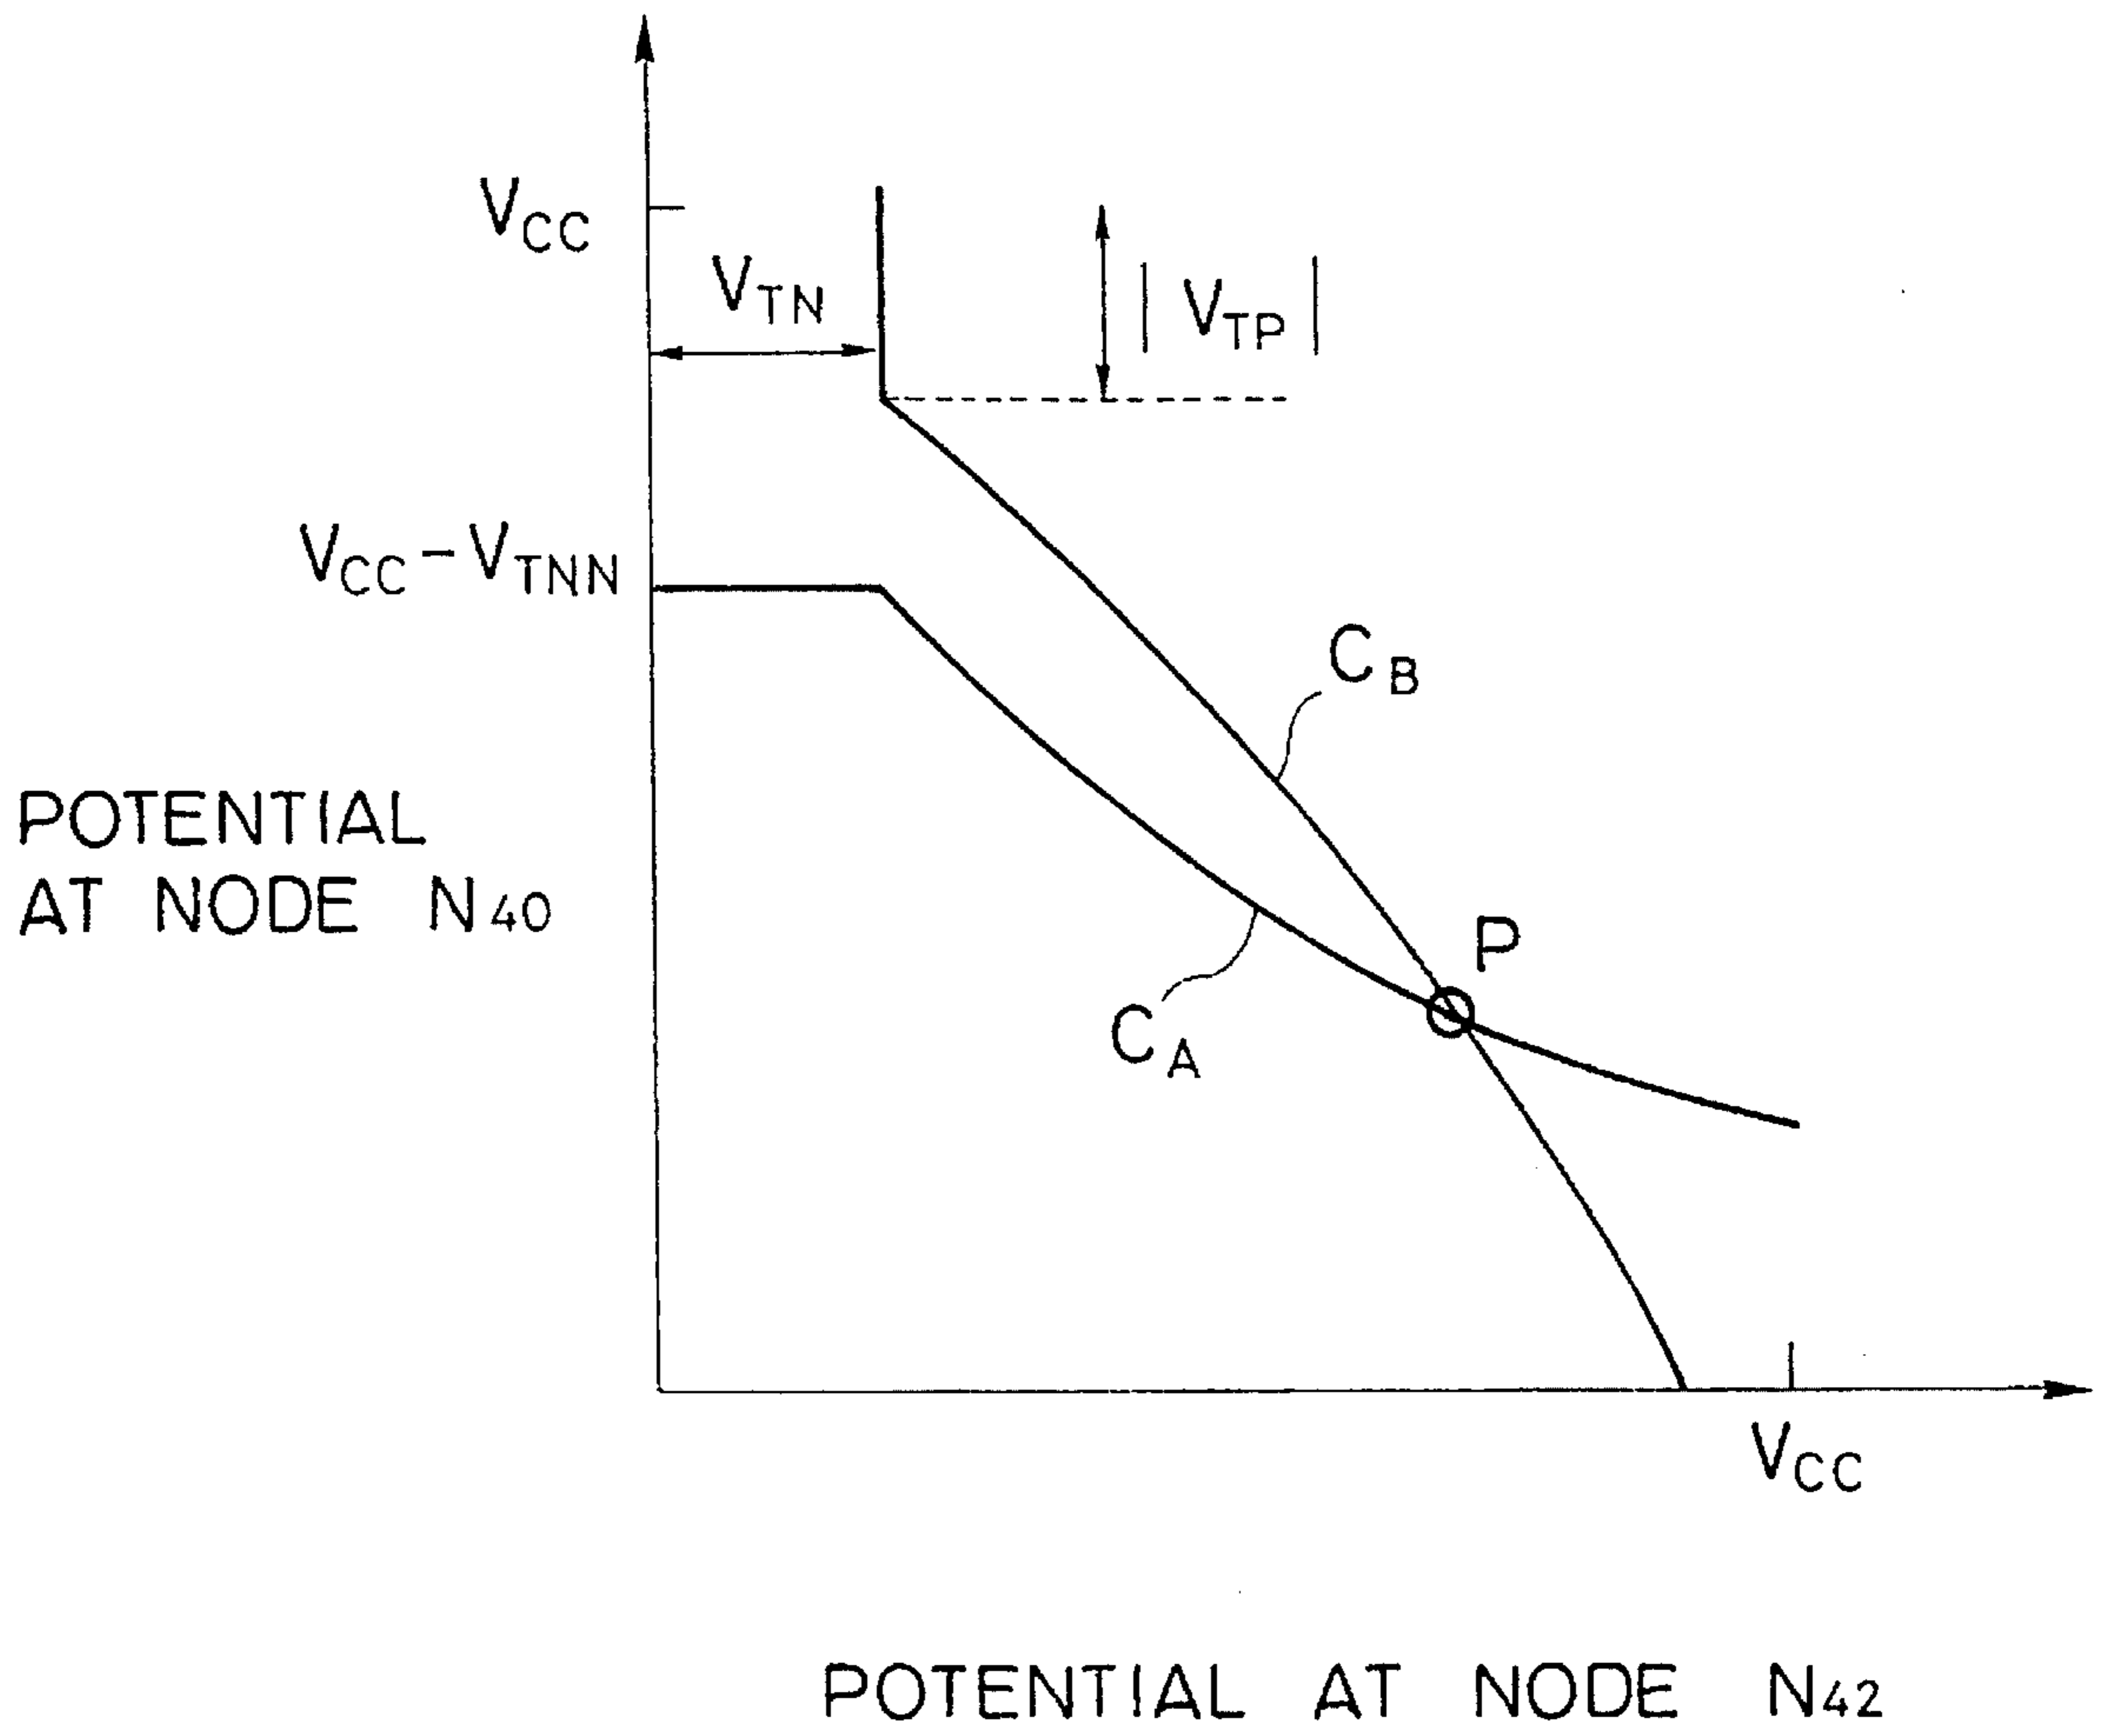 VCC
VTN
| VTP |
VCC-VTNN
CB
POTENTIAL
AT NODE N40
P
CA
VCC
POTENTIAL AT NODE N42